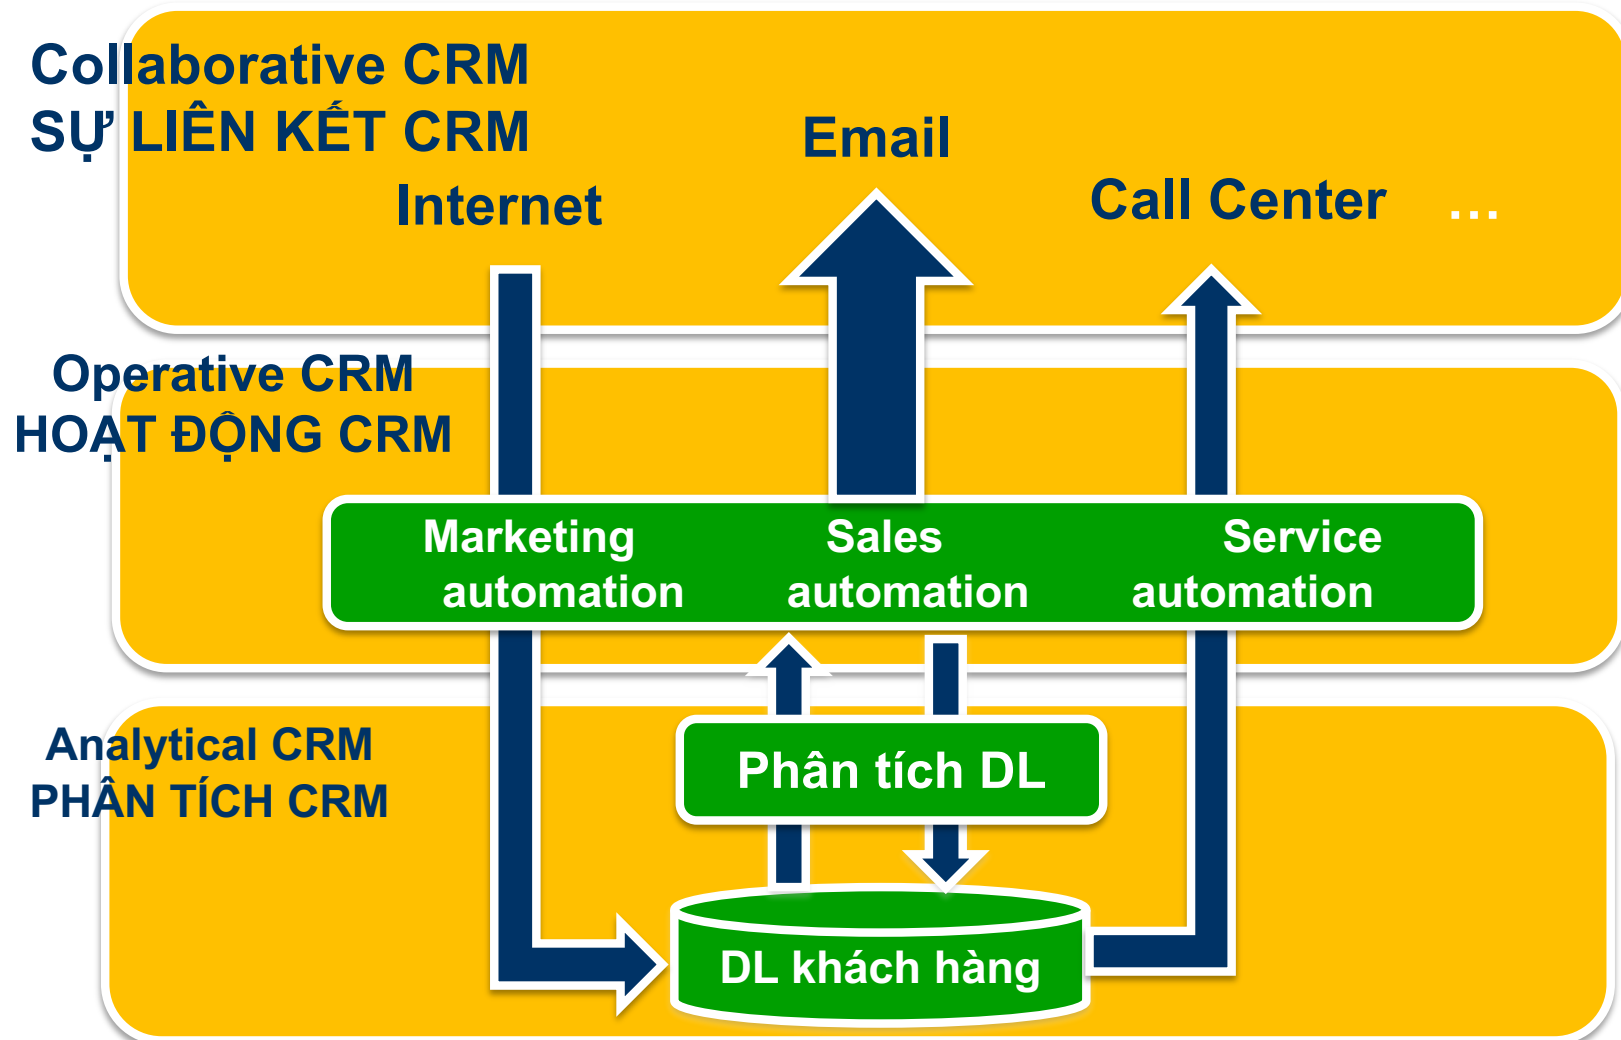 Collaborative CRM
SỰ LIÊN KẾT CRM
Email
Internet
Call Center ...
Operative CRM
HOẠT ĐỘNG CRM
Marketing Sales Service
automation automation automation
Analytical CRM
PHÂN TÍCH CRM
Phân tích DL
DL khách hàng